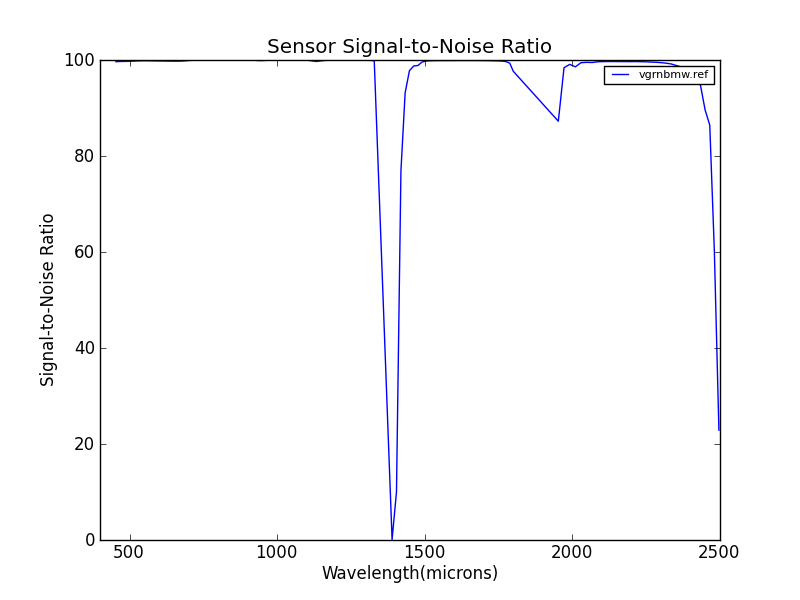 Sensor Signal-to-Noise Ratio
100
80
60
40
20
0
Signal-to-Noise Ratio
vgrnbmw.ref
500
1000
1500
2000
2500
Wavelength(microns)